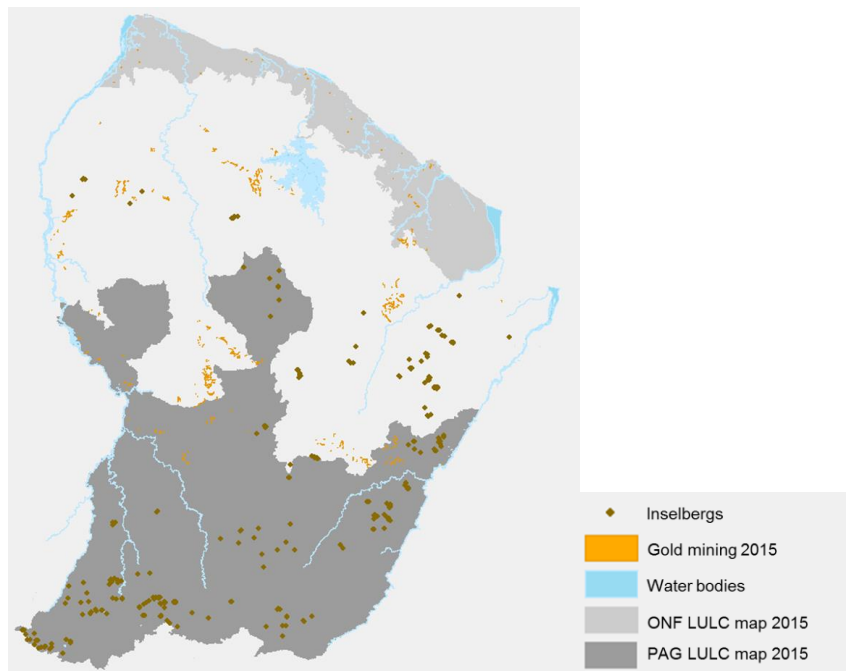 Inselbergs
Gold mining 2015
Water bodies
ONF LULC map 2015
PAG LULC map 2015